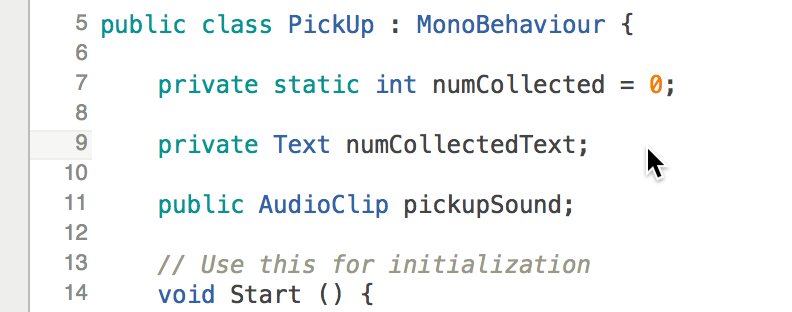 5 public class PickUp : MonoBehaviour {
6
7 private static int numCollected = 0;
8
9 private Text numCollectedText;
10
11 public AudioClip pickupSound;
12
13 // Use this for initialization
14 void Start () {